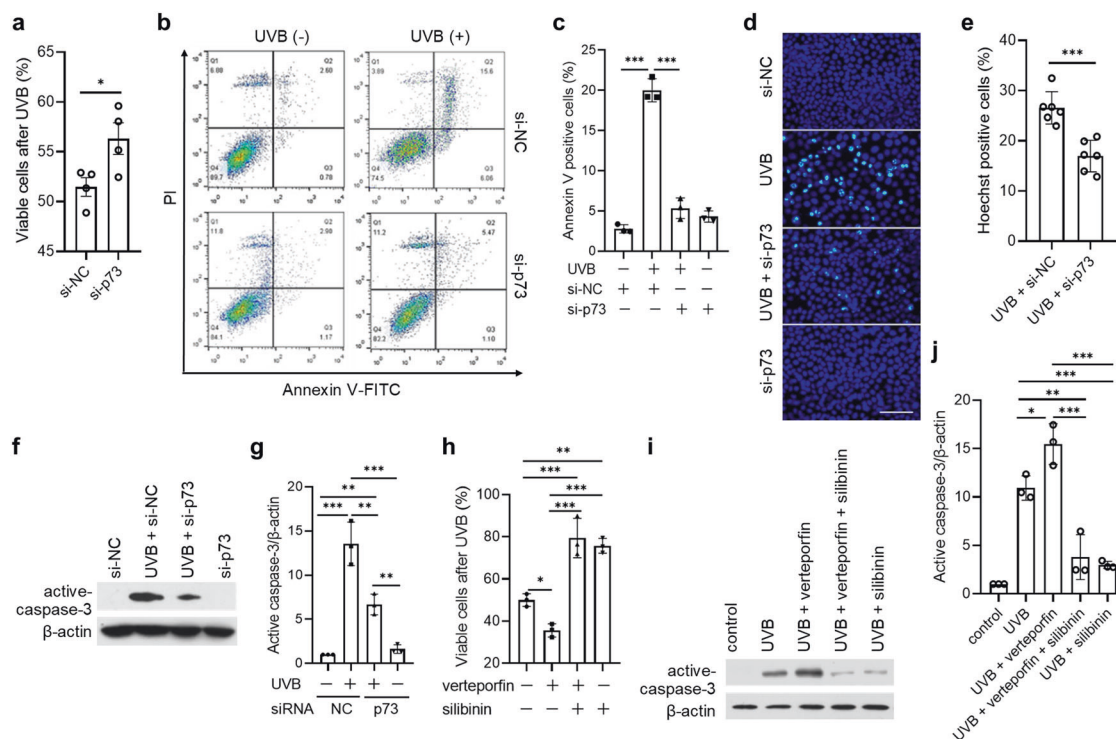 a
Viable cells after UVB (%)
65
60
55
50
45
*
si-NC
si-p73
b
UVB (-)
UVB (+)
PI
Annexin V-FITC
si-NC
si-p73
Q1
6.88
Q2
2.60
Q4
89.7
Q3
0.78
Q1
3.89
Q2
15.6
Q4
74.5
Q3
6.06
Q1
11.8
Q2
2.98
Q4
84.1
Q3
1.17
Q1
11.2
Q2
5.47
Q4
82.2
Q3
1.10
c
Annexin V positive cells (%)
25
20
15
10
5
0
*** ***
UVB − + + −
si-NC + + − −
si-p73 − − + +
d
si-NC
UVB
UVB + si-p73
si-p73
e
Hoechst positive cells (%)
40
30
20
10
0
***
UVB + si-NC
UVB + si-p73
f
si-NC
UVB + si-NC
UVB + si-p73
si-p73
active-
caspase-3
β-actin
g
Active caspase-3/β-actin
20
15
10
5
0
***
**
*** **
**
UVB − + + −
siRNA NC p73
h
Viable cells after UVB (%)
100
80
60
40
20
**
***
***
***
*
verteporfin − + + −
silibinin − − + +
i
control
UVB
UVB + verteporfin
UVB + verteporfin + silibinin
UVB + silibinin
active-
caspase-3
β-actin
j
Active caspase-3/β-actin
20
15
10
5
0
***
***
**
* ***
control
UVB
UVB + verteporfin
UVB + verteporfin + silibinin
UVB + silibinin